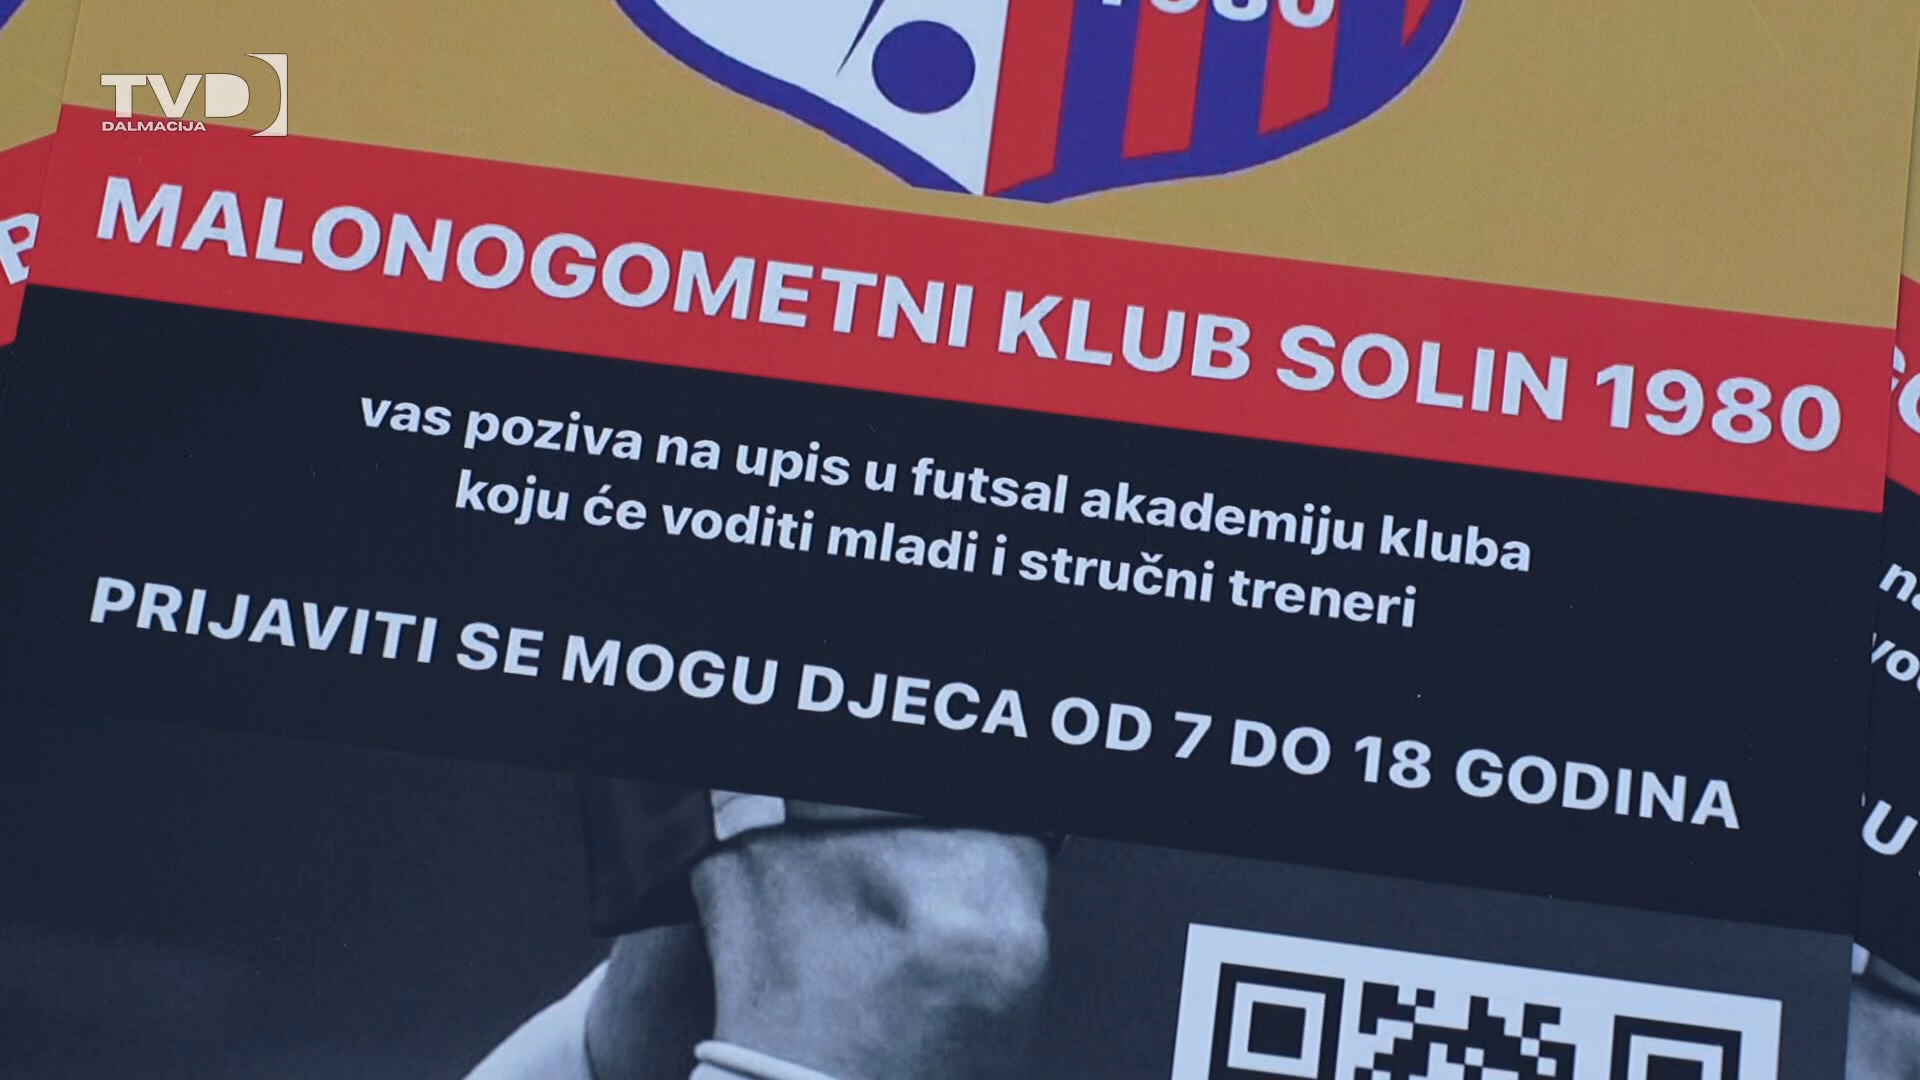 TVD
DALMACIJA
1980
MALONOGOMETNI KLUB SOLIN 1980
vas poziva na upis u futsal akademiju kluba
koju će voditi mladi i stručni treneri
PRIJAVITI SE MOGU DJECA OD 7 DO 18 GODINA